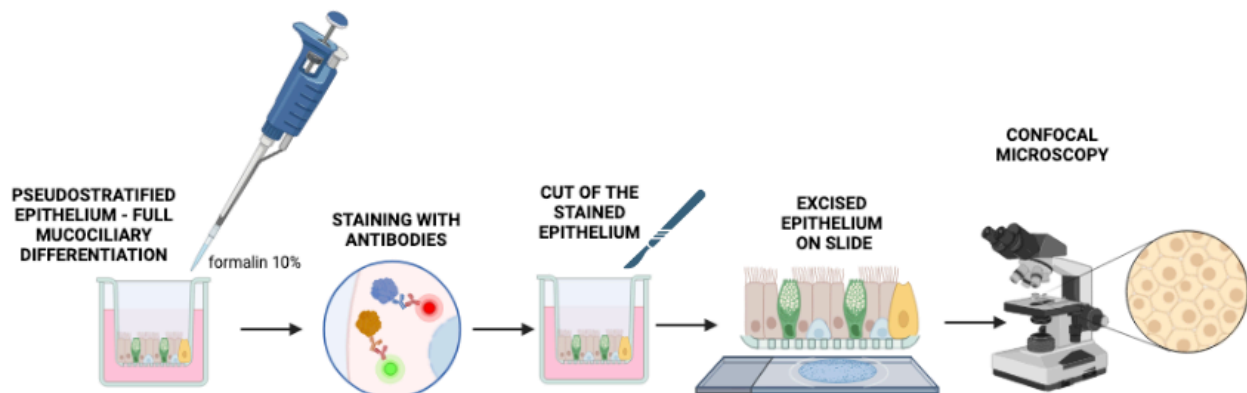 PSEUDOSTRATIFIED
EPITHELIUM - FULL
MUCOCILIARY
DIFFERENTIATION
formalin 10%
STAINING WITH
ANTIBODIES
CUT OF THE
STAINED
EPITHELIUM
EXCISED
EPITHELIUM
ON SLIDE
CONFOCAL
MICROSCOPY